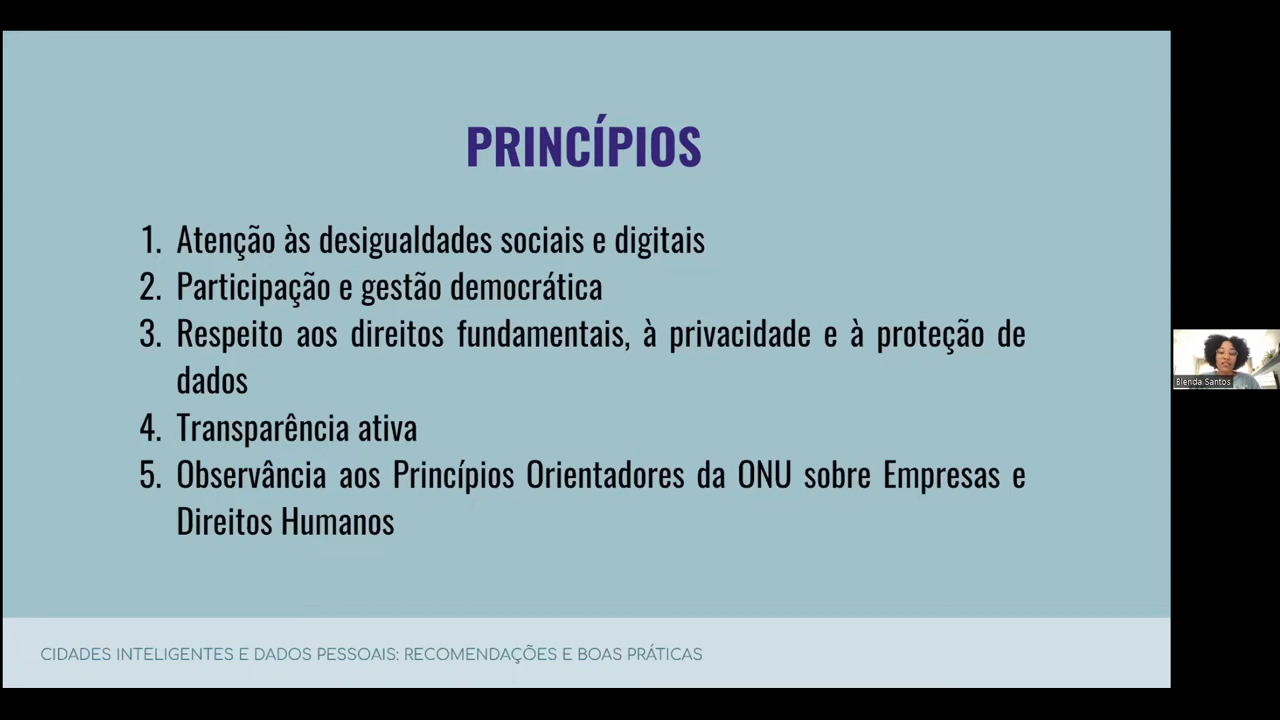 PRINCÍPIOS
1. Atenção às desigualdades sociais e digitais
2. Participação e gestão democrática
3. Respeito aos direitos fundamentais, à privacidade e à proteção de
dados
4. Transparência ativa
5. Observância aos Princípios Orientadores da ONU sobre Empresas e
Direitos Humanos
Blenda Santos
CIDADES INTELIGENTES E DADOS PESSOAIS: RECOMENDAÇÕES E BOAS PRÁTICAS